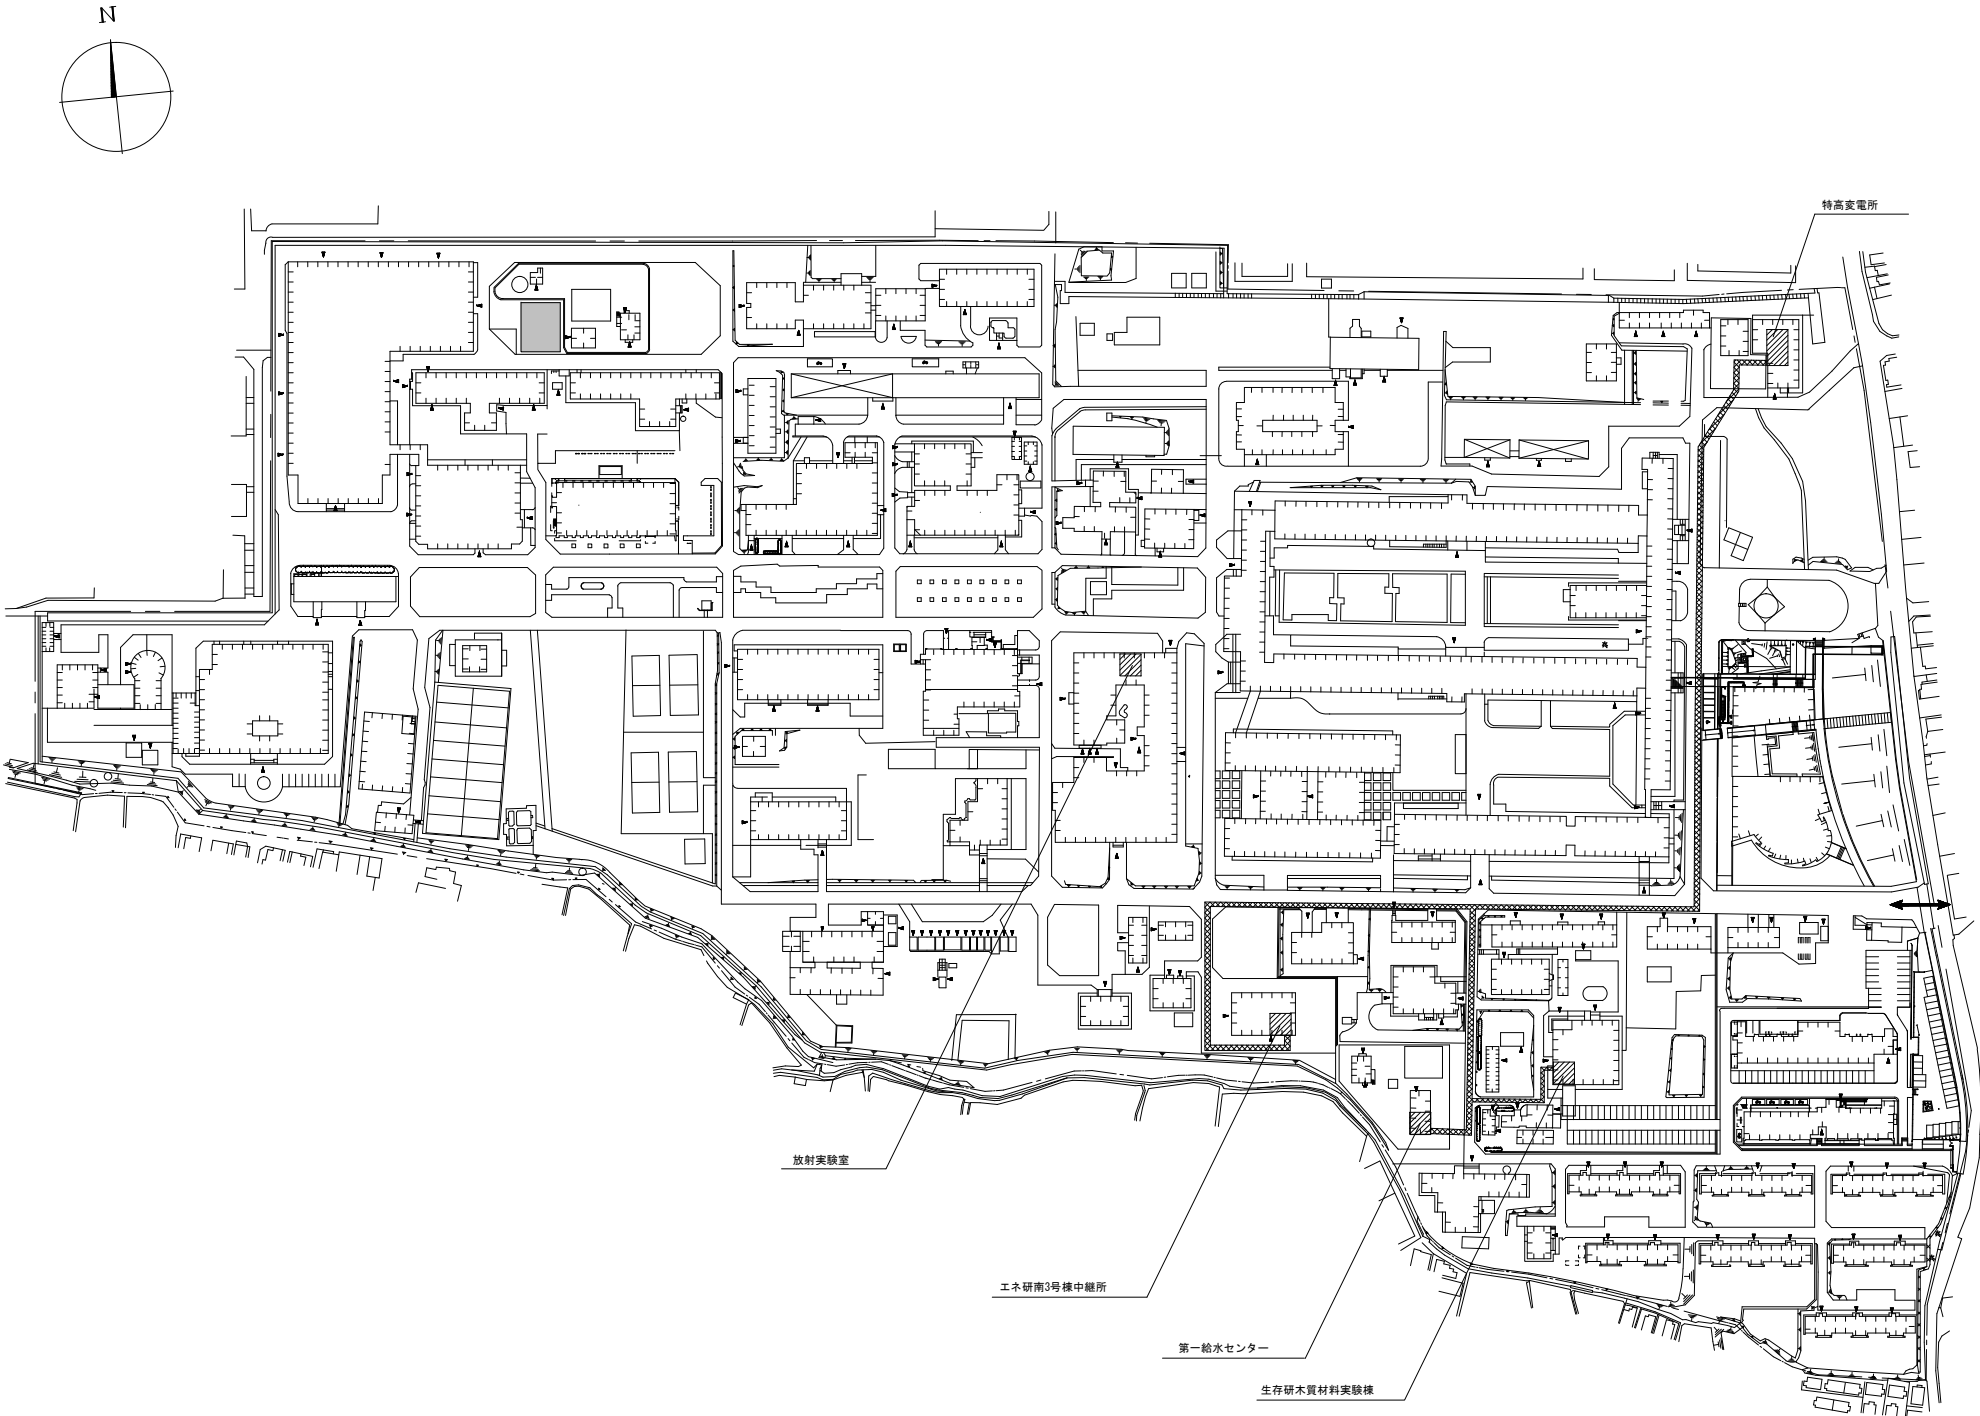 N
特高変電所
放射実験室
エネ研南3号棟中継所
第一給水センター
生存研木質材料実験棟